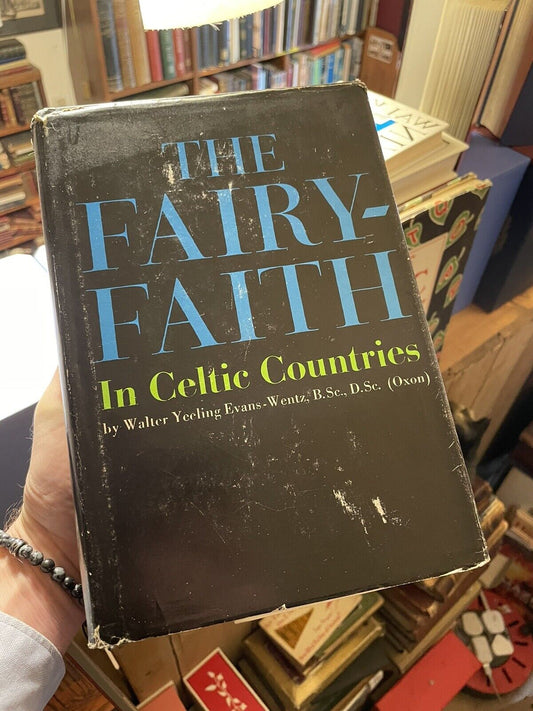 THE
FAIRY-
FAITH
In Celtic Countries
by Walter Yeeling Evans-Wentz, B.Sc., D.Sc. (Oxon)